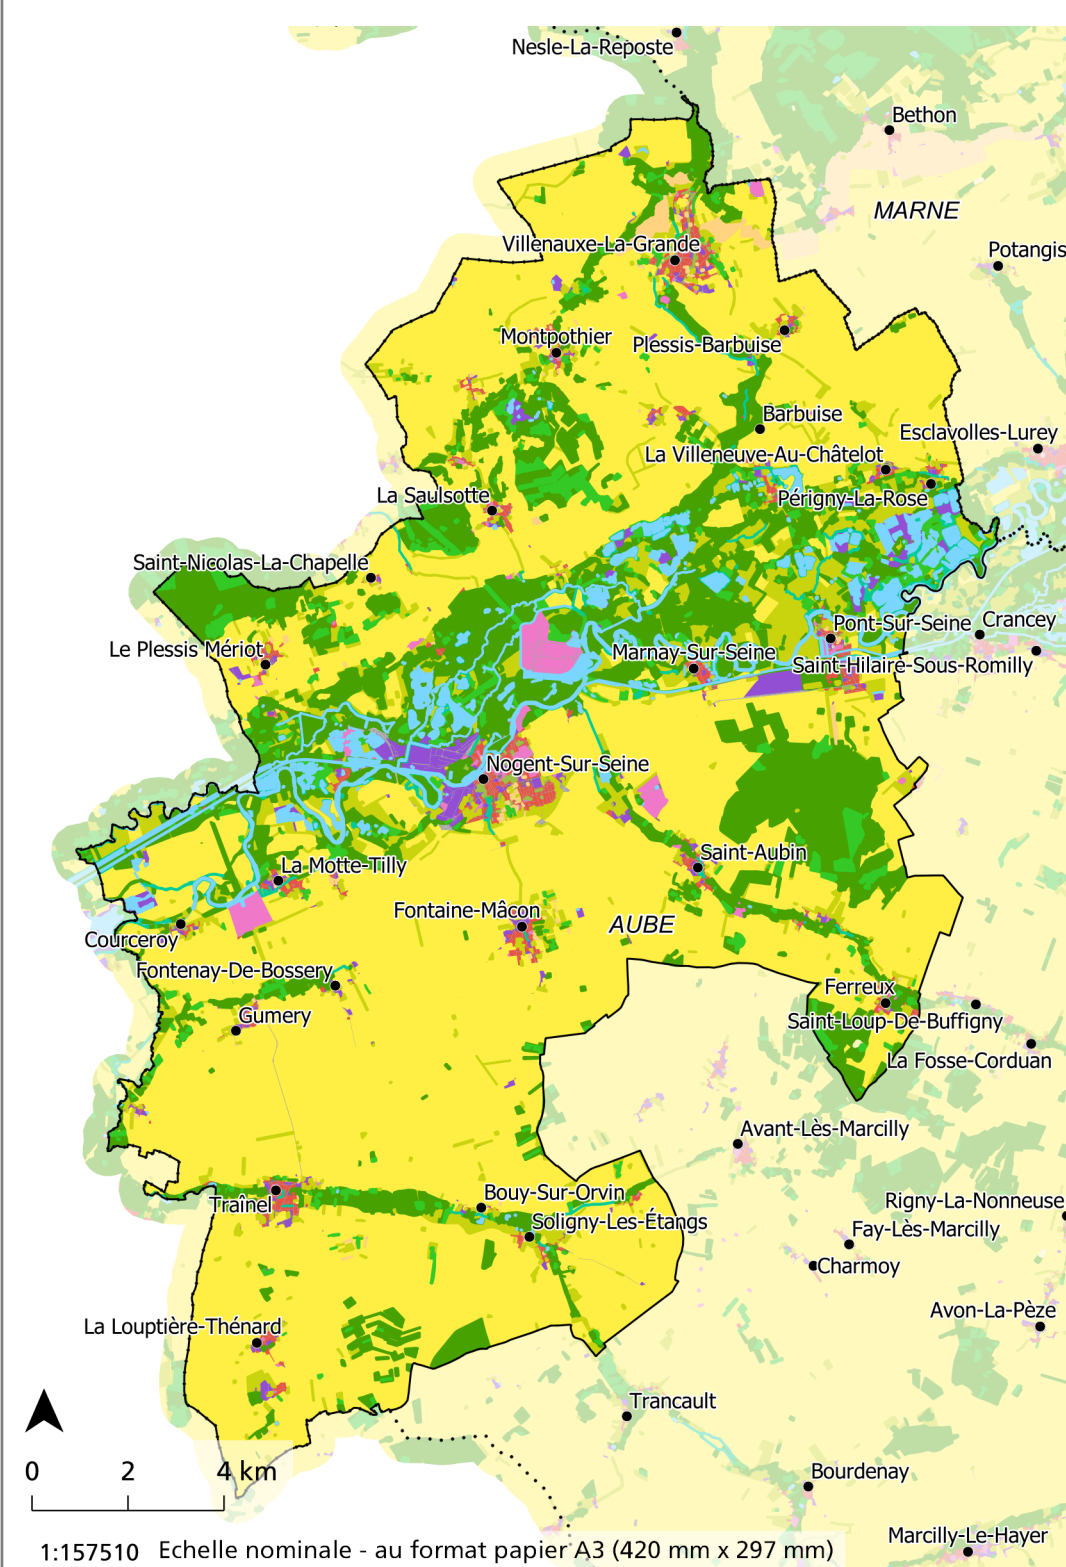 Nesle-La-Reposte
Bethon
MARNE
Villenauxe-La-Grande
Potangis
Montpothier
Plessis-Barbuise
Barbuise
Esclavolles-Lurey
La Villeneuve-Au-Châtelot
La Saulsotte
Périgny-La-Rose
Saint-Nicolas-La-Chapelle
Pont-Sur-Seine
Crancey
Le Plessis Mériot
Marnay-Sur-Seine
Saint-Hilaire-Sous-Romilly
Nogent-Sur-Seine
Saint-Aubin
La Motte-Tilly
Fontaine-Mâcon
AUBE
Courceroy
Fontenay-De-Bossery
Ferreux
Gumery
Saint-Loup-De-Buffigny
La Fosse-Corduan
Avant-Lès-Marcilly
Bouy-Sur-Orvin
Rigny-La-Nonneuse
Traînel
Soligny-Les-Étangs
Fay-Lès-Marcilly
Charmoy
Avon-La-Pèze
La Louptière-Thénard
Trancault
0 2 4 km
Bourdenay
Marcilly-Le-Hayer
1:157510 Echelle nominale - au format papier A3 (420 mm x 297 mm)